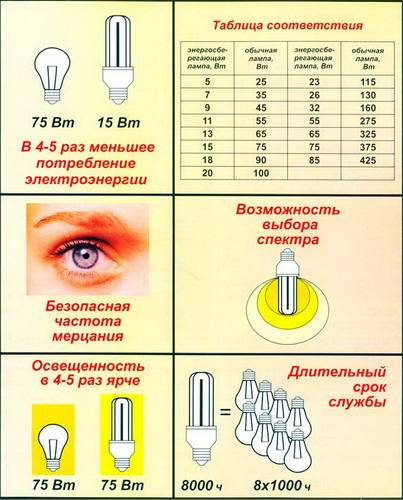 75 Вт 15 Вт
В 4-5 раз меньшее
потребление
электроэнергии
Таблица соответствия
энергосбе-
регающая
лампа, Вт
обычная
лампа,
Вт
энергосбе-
регающая
лампа, Вт
обычная
лампа,
Вт
5 25 23 115
7 35 26 130
9 45 32 160
11 55 55 275
13 65 65 325
15 75 75 375
18 90 85 425
20 100
Безопасная
частота
мерцания
Возможность
выбора
спектра
Освещенность
в 4-5 раз ярче
75 Вт 75 Вт
Длительный
срок
службы
=
8000 ч 8х1000 ч